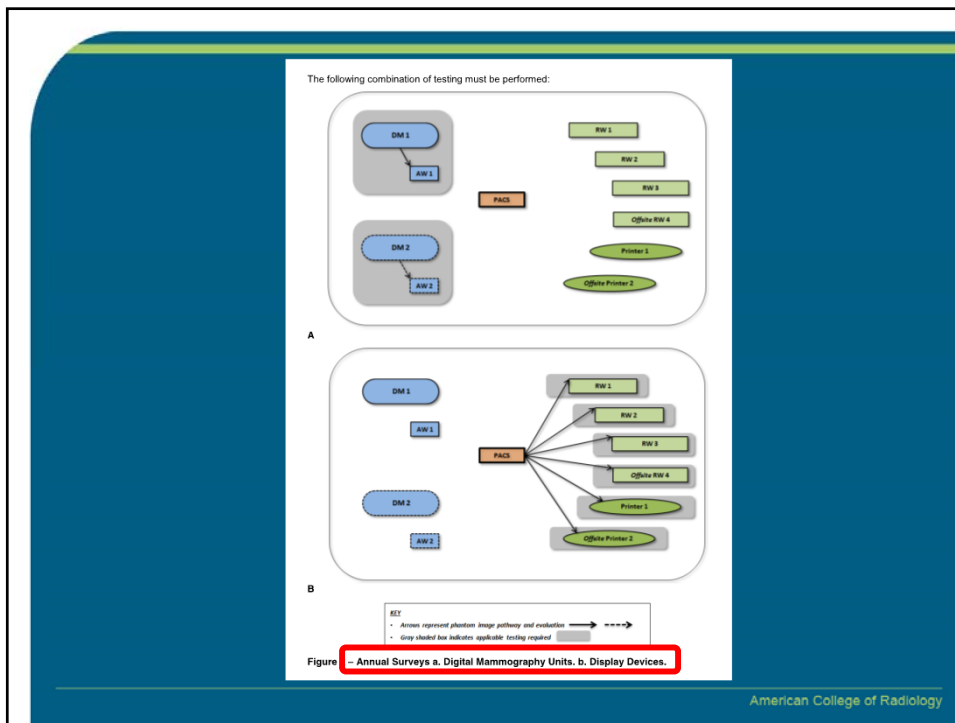 The following combination of testing must be performed:
DM 1
AW 1
DM 2
AW 2
PACS
RW 1
RW 2
RW 3
Offsite RW 4
Printer 1
Offsite Printer 2
A
DM 1
AW 1
DM 2
AW 2
PACS
RW 1
RW 2
RW 3
Offsite RW 4
Printer 1
Offsite Printer 2
B
KEY
• Arrows represent phantom image pathway and evaluation
• Gray shaded box indicates applicable testing required
Figure – Annual Surveys a. Digital Mammography Units. b. Display Devices.
American College of Radiology